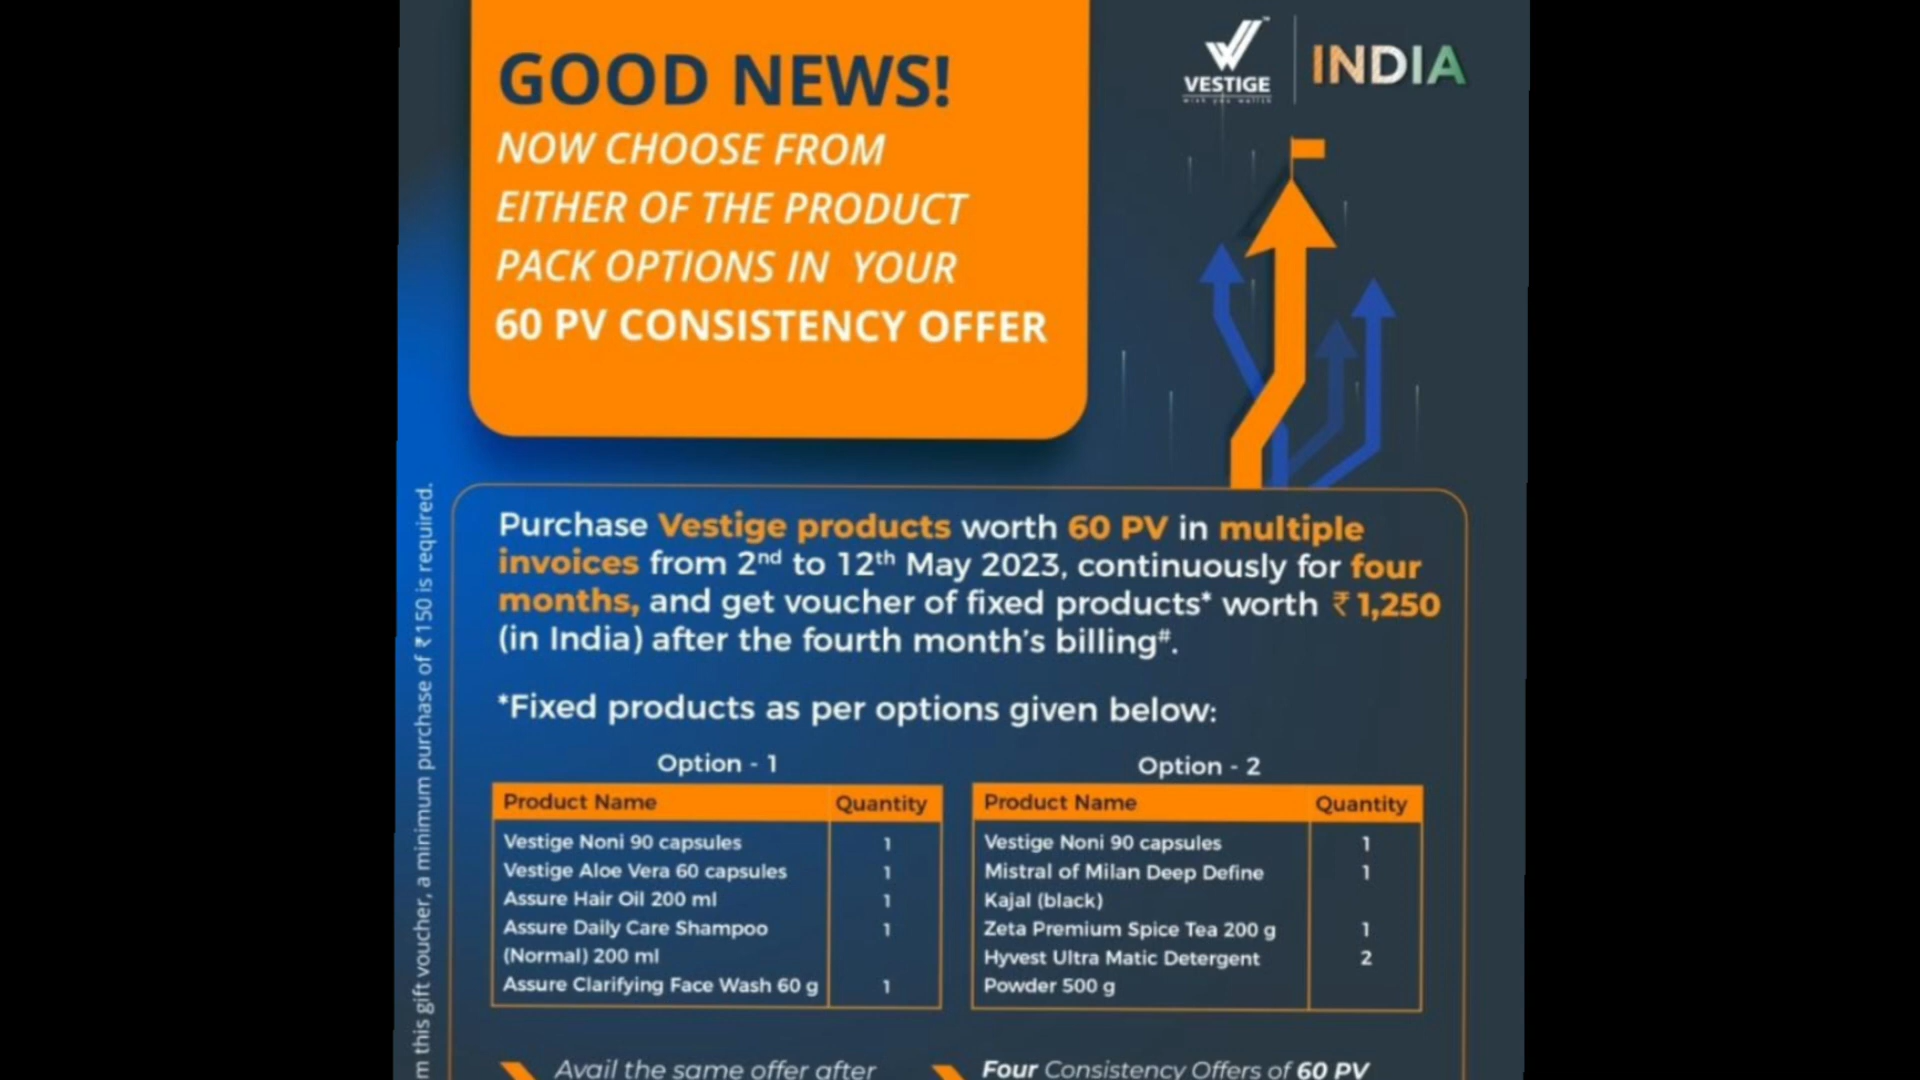 GOOD NEWS!
NOW CHOOSE FROM
EITHER OF THE PRODUCT
PACK OPTIONS IN YOUR
60 PV CONSISTENCY OFFER
VESTIGE
INDIA
Purchase Vestige products worth 60 PV in multiple
invoices from 2nd to 12th May 2023, continuously for four
months, and get voucher of fixed products* worth ₹ 1,250
(in India) after the fourth month's billing#.
*Fixed products as per options given below:
Option - 1
Product Name Quantity
Vestige Noni 90 capsules 1
Vestige Aloe Vera 60 capsules 1
Assure Hair Oil 200 ml 1
Assure Daily Care Shampoo 1
(Normal) 200 ml
Assure Clarifying Face Wash 60 g 1
Option - 2
Product Name Quantity
Vestige Noni 90 capsules 1
Mistral of Milan Deep Define 1
Kajal (black)
Zeta Premium Spice Tea 200 g 1
Hyvest Ultra Matic Detergent 2
Powder 500 g
Avail the same offer after
Four Consistency Offers of 60 PV
this gift voucher, a minimum purchase of ₹150 is required.